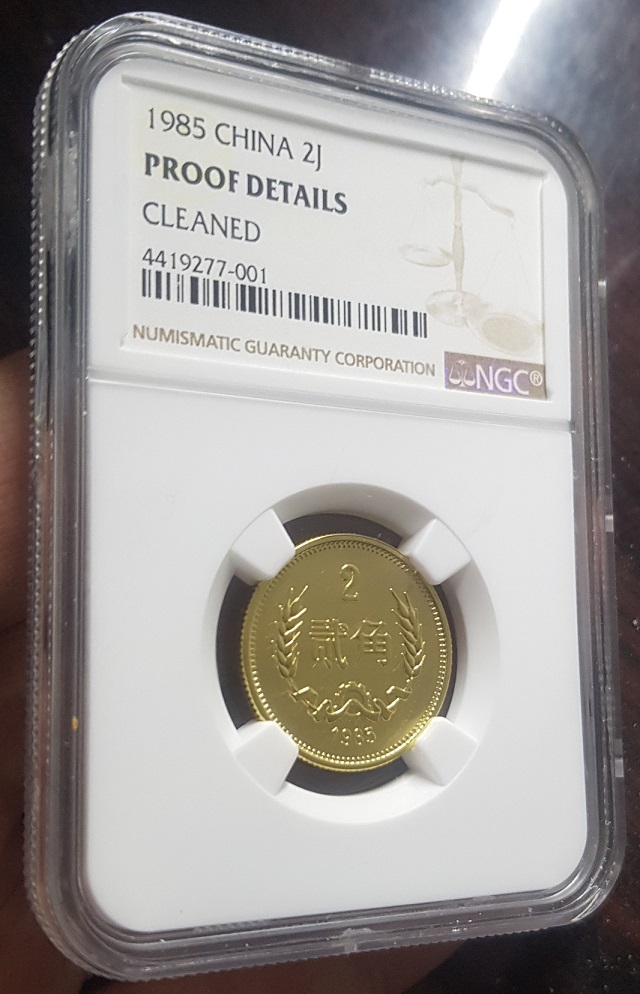 1985 CHINA 2J
PROOF DETAILS
CLEANED
4419277-001
NUMISMATIC GUARANTY CORPORATION
NGC®
2
贰角
1985